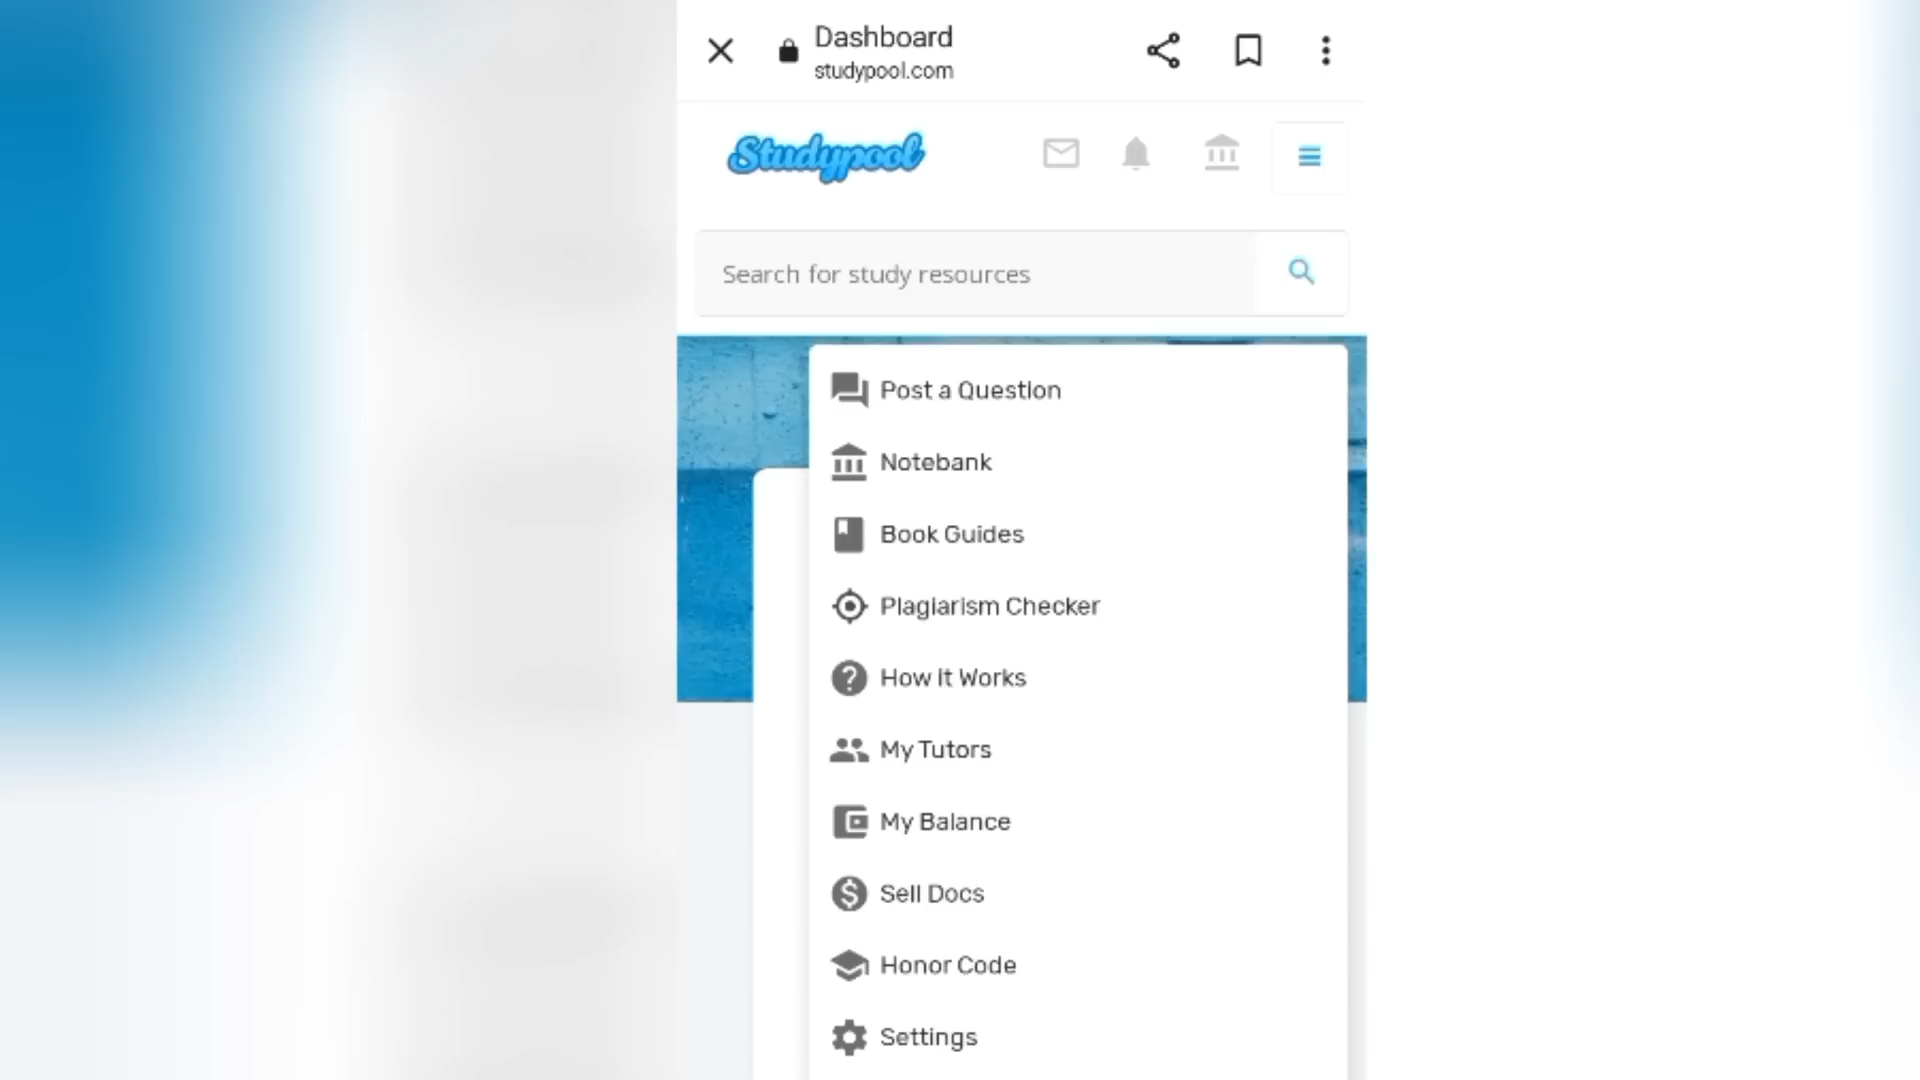 Dashboard
studypool.com
Studypool
Search for study resources
Post a Question
Notebank
Book Guides
Plagiarism Checker
How It Works
My Tutors
My Balance
Sell Docs
Honor Code
Settings